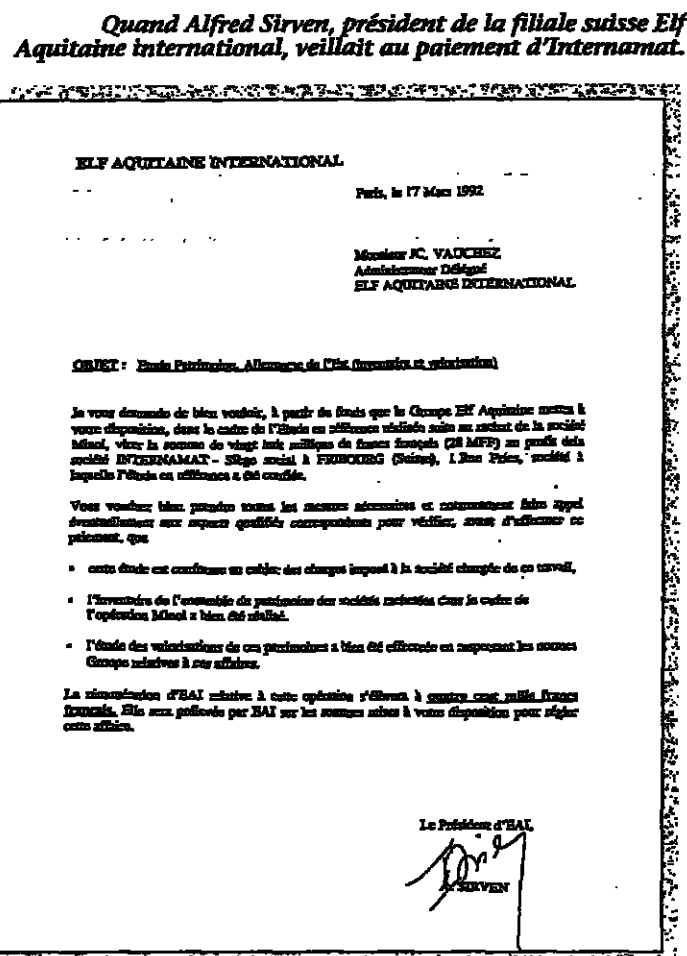 Quand Alfred Sirven, président de la filiale suisse Elf
Aquitaine international, veillait au paiement d'Internamat.
ELF AQUITAINE INTERNATIONAL
Paris, le 17 Mars 1992
Monsieur JC. VAUCHEZ
Administrateur Délégué
ELF AQUITAINE INTERNATIONAL
OBJET : Etude Patrimoine, Allemagne de l'Est (inventaire et valorisation)
Je vous demande de bien vouloir, à partir de fonds que le Groupe Elf Aquitaine mettra à
votre disposition, dans le cadre de l'Etude en référence réalisée suite au rachat de la société
Minol, virer la somme de vingt huit millions de francs français (28 MFF) au profit de la
société INTERNAMAT - Siège social à FRIBOURG (Suisse), 1 Rue Pries, société à
laquelle l'étude en référence a été confiée.
Vous voudrez bien prendre toutes les mesures nécessaires et notamment faire appel
éventuellement aux experts qualifiés correspondants pour vérifier, avant d'effectuer ce
paiement, que
• cette étude est conforme au cahier des charges imposé à la société chargée de ce travail,
• l'inventaire de l'ensemble du patrimoine des sociétés rachetées dans le cadre de
l'opération Minol a bien été réalisé.
• l'étude des valorisations de ces patrimoines a bien été effectuée en respectant les normes
Groupe relatives à ces affaires.
La rémunération d'EAI relative à cette opération s'élèvera à quatre cent mille francs
français. Elle sera prélevée par EAI sur les sommes mises à votre disposition pour régler
cette affaire.
Le Président d'EAI,
A. SIRVEN